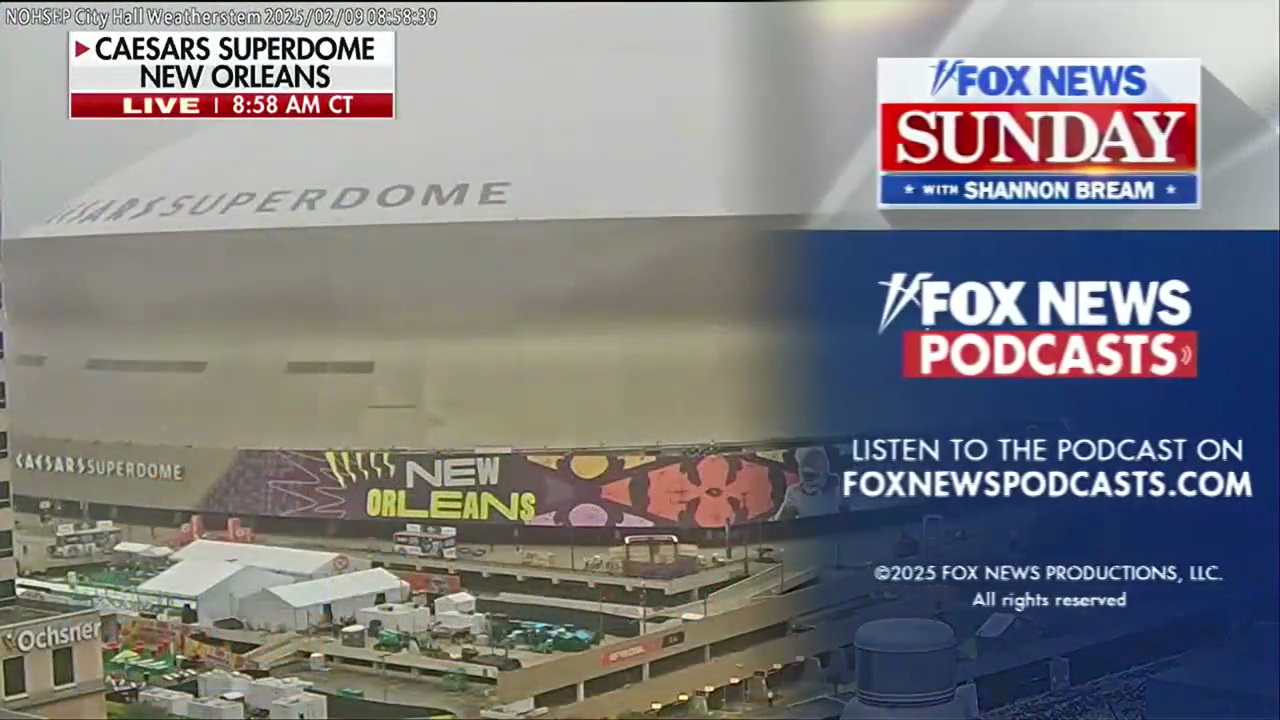 NOHSEP City Hall Weatherstem 2025/02/09 08:58:39
CAESARS SUPERDOME
NEW ORLEANS
LIVE | 8:58 AM CT
CAESARS SUPERDOME
CAESARS SUPERDOME
NEW
ORLEANS
Ochsner
FOX NEWS
SUNDAY
WITH SHANNON BREAM
FOX NEWS
PODCASTS
LISTEN TO THE PODCAST ON
FOXNEWSPODCASTS.COM
©2025 FOX NEWS PRODUCTIONS, LLC.
All rights reserved